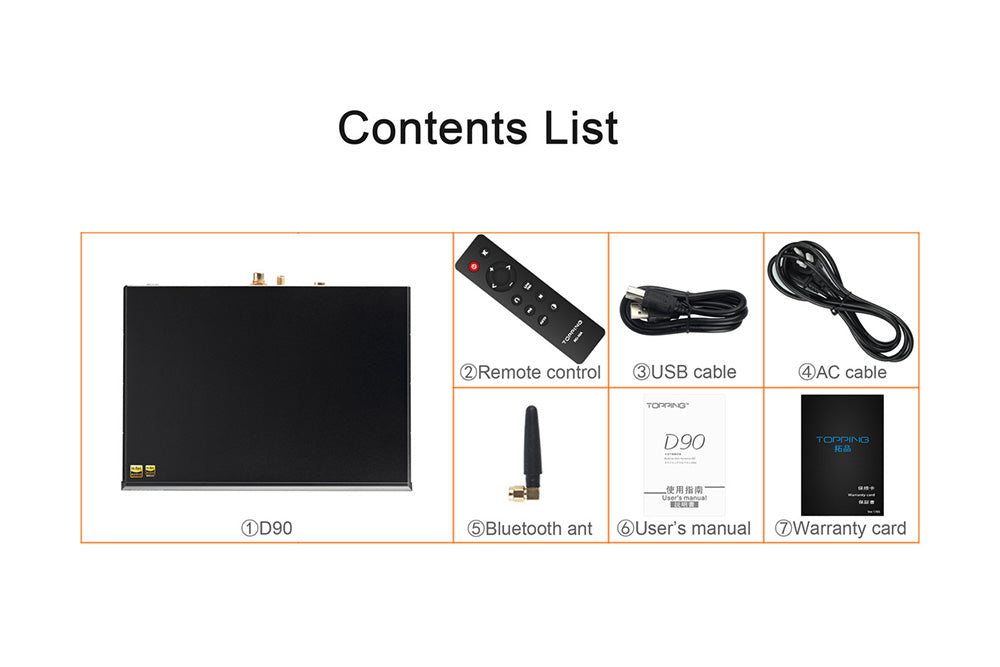 Contents List
①D90
TOPPING
②Remote control
③USB cable
④AC cable
⑤Bluetooth ant
TOPPING™
D90
使用指南
User's manual
説明書
⑥User's manual
TOPPING
拓品
保修卡
Warranty card
保証書
⑦Warranty card